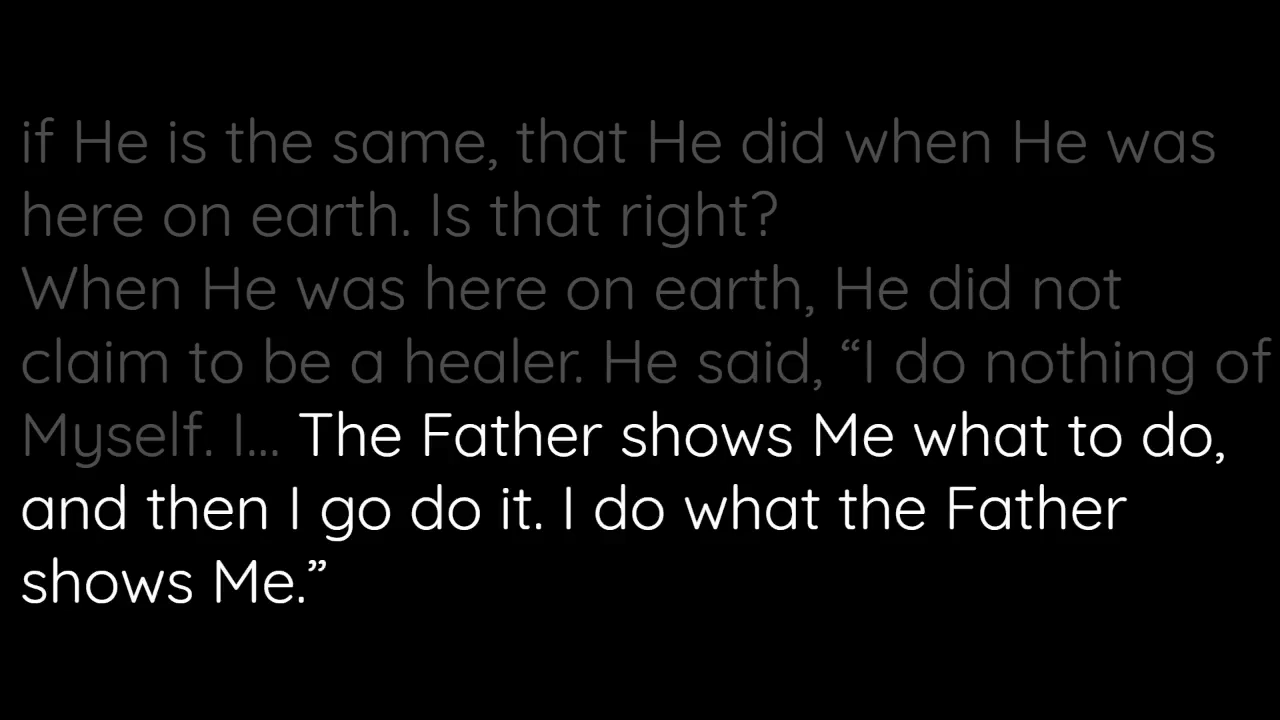 if He is the same, that He did when He was
here on earth. Is that right?
When He was here on earth, He did not
claim to be a healer. He said, “I do nothing of
Myself. I... The Father shows Me what to do,
and then I go do it. I do what the Father
shows Me.”